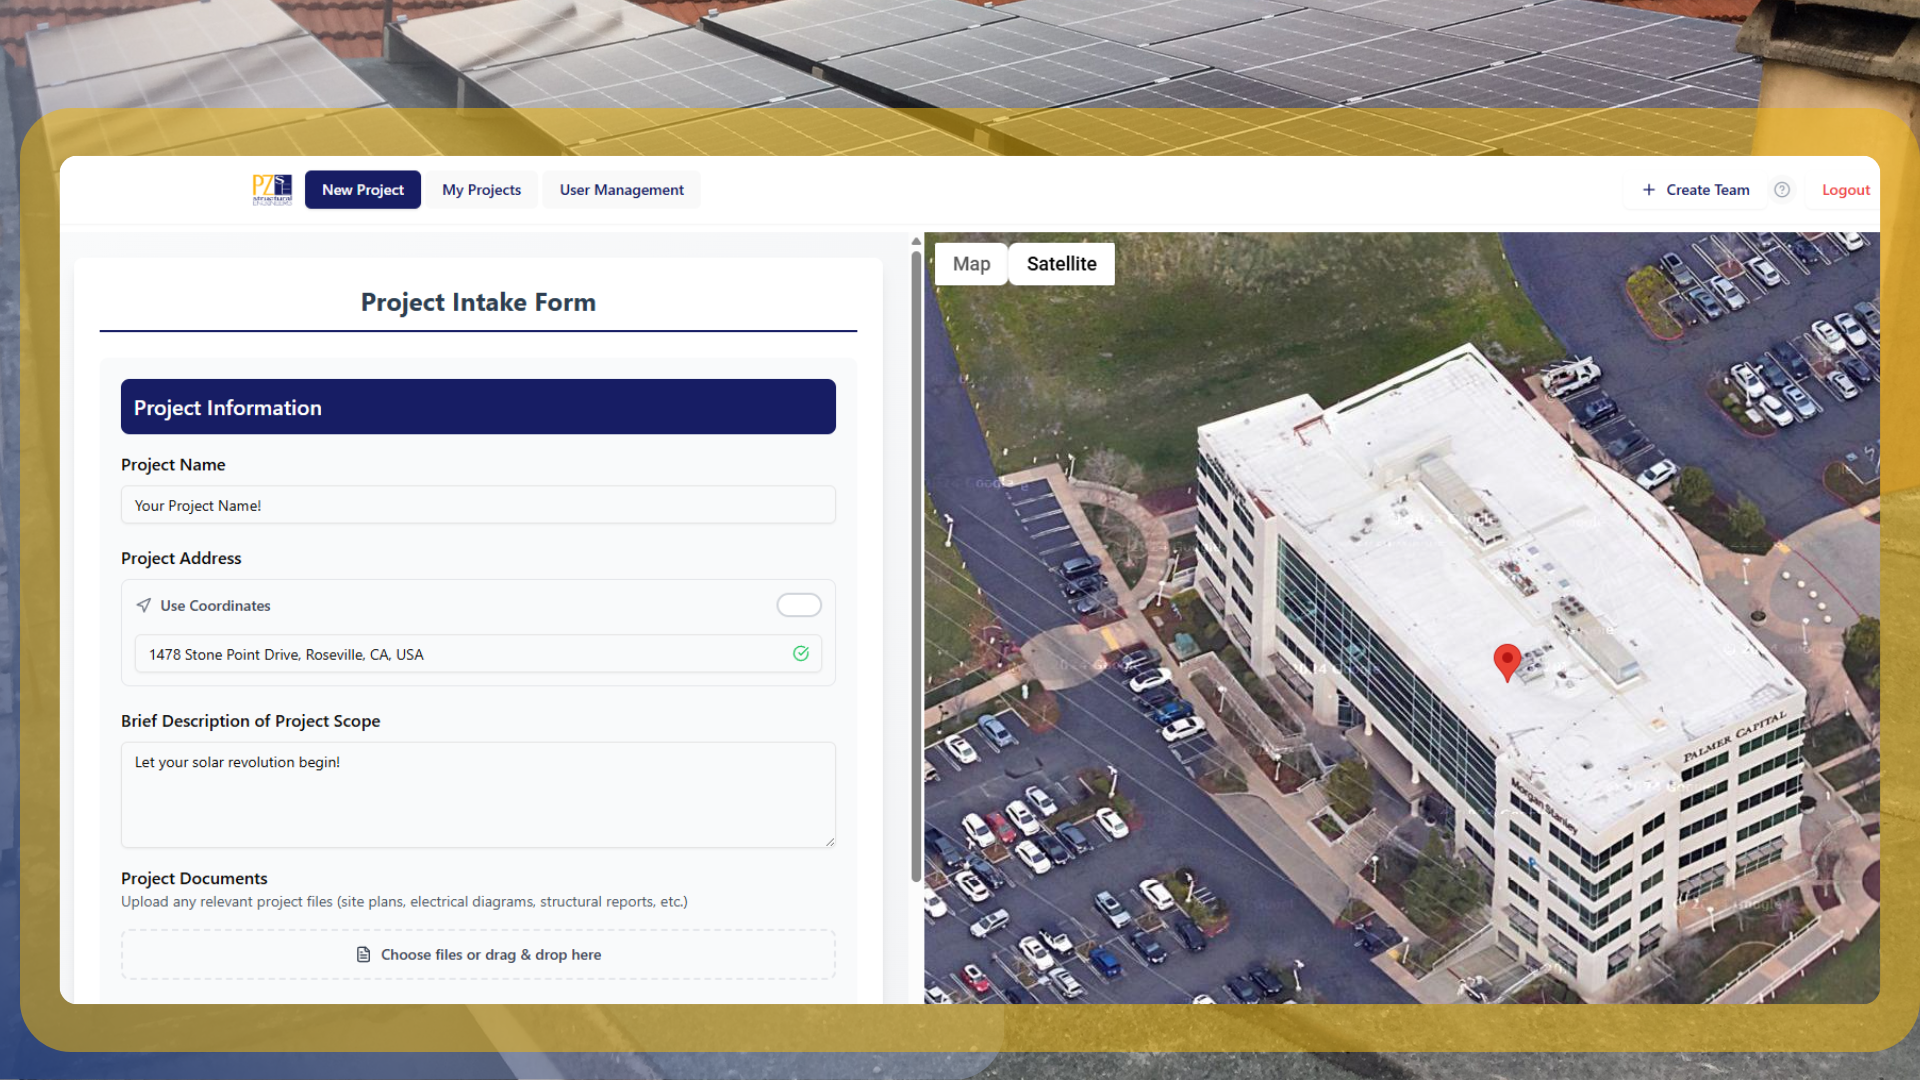 PZSE
structural
ENGINEERS
New Project
My Projects
User Management
+ Create Team
Logout
Project Intake Form
Project Information
Project Name
Your Project Name!
Project Address
Use Coordinates
1478 Stone Point Drive, Roseville, CA, USA
Brief Description of Project Scope
Let your solar revolution begin!
Project Documents
Upload any relevant project files (site plans, electrical diagrams, structural reports, etc.)
Choose files or drag & drop here
Map
Satellite
Google
PALMER CAPITAL
Morgan Stanley